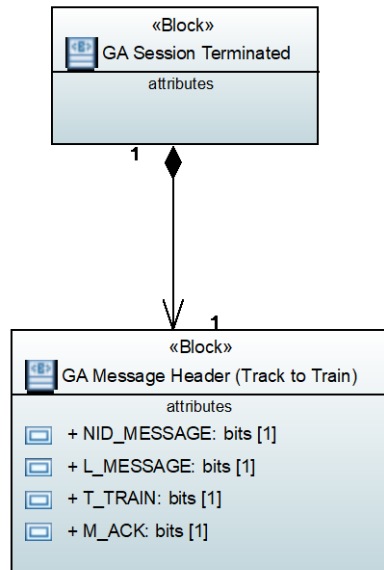 «Block»
GA Session Terminated
attributes
1
1
«Block»
GA Message Header (Track to Train)
attributes
+ NID_MESSAGE: bits [1]
+ L_MESSAGE: bits [1]
+ T_TRAIN: bits [1]
+ M_ACK: bits [1]